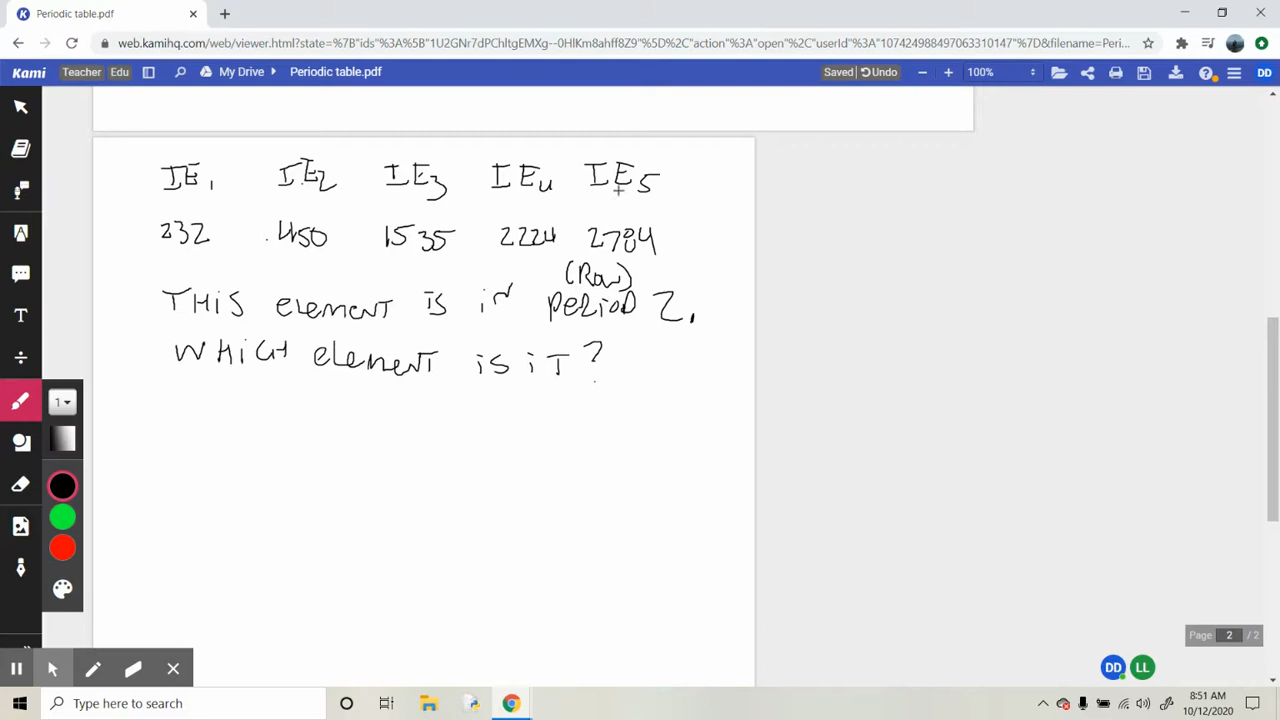 Periodic table.pdf
web.kamihq.com/web/viewer.html?state=%7B"ids"%3A%5B"1U2GNr7dPChltgEMXg--0HlKm8ahff8Z9"%5D%2C"action"%3A"open"%2C"userId"%3A"107424988497063310147"%7D&filename=Peri...
Kami Teacher Edu My Drive Periodic table.pdf Saved Undo 100% DD
IE1 IE2 IE3 IE4 IE5
232 .450 1535 2224 2784
(Row)
THIS element is in period 2.
WHICH element is it?
T
1
Page 2 / 2
DD LL
Type here to search
8:51 AM
10/12/2020